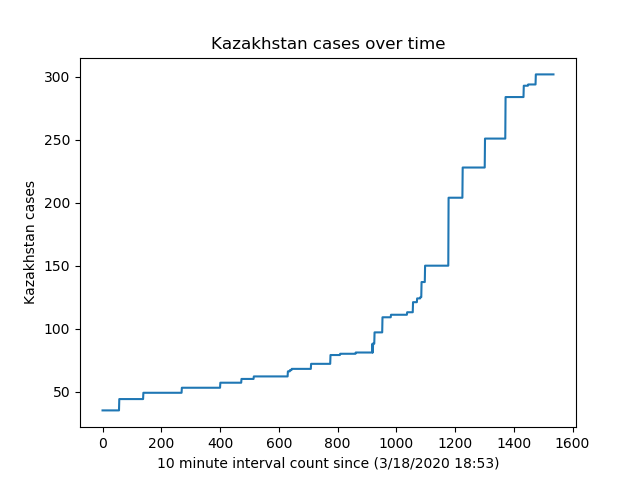 Kazakhstan cases over time
300
250
200
150
100
50
Kazakhstan cases
0 200 400 600 800 1000 1200 1400 1600
10 minute interval count since (3/18/2020 18:53)